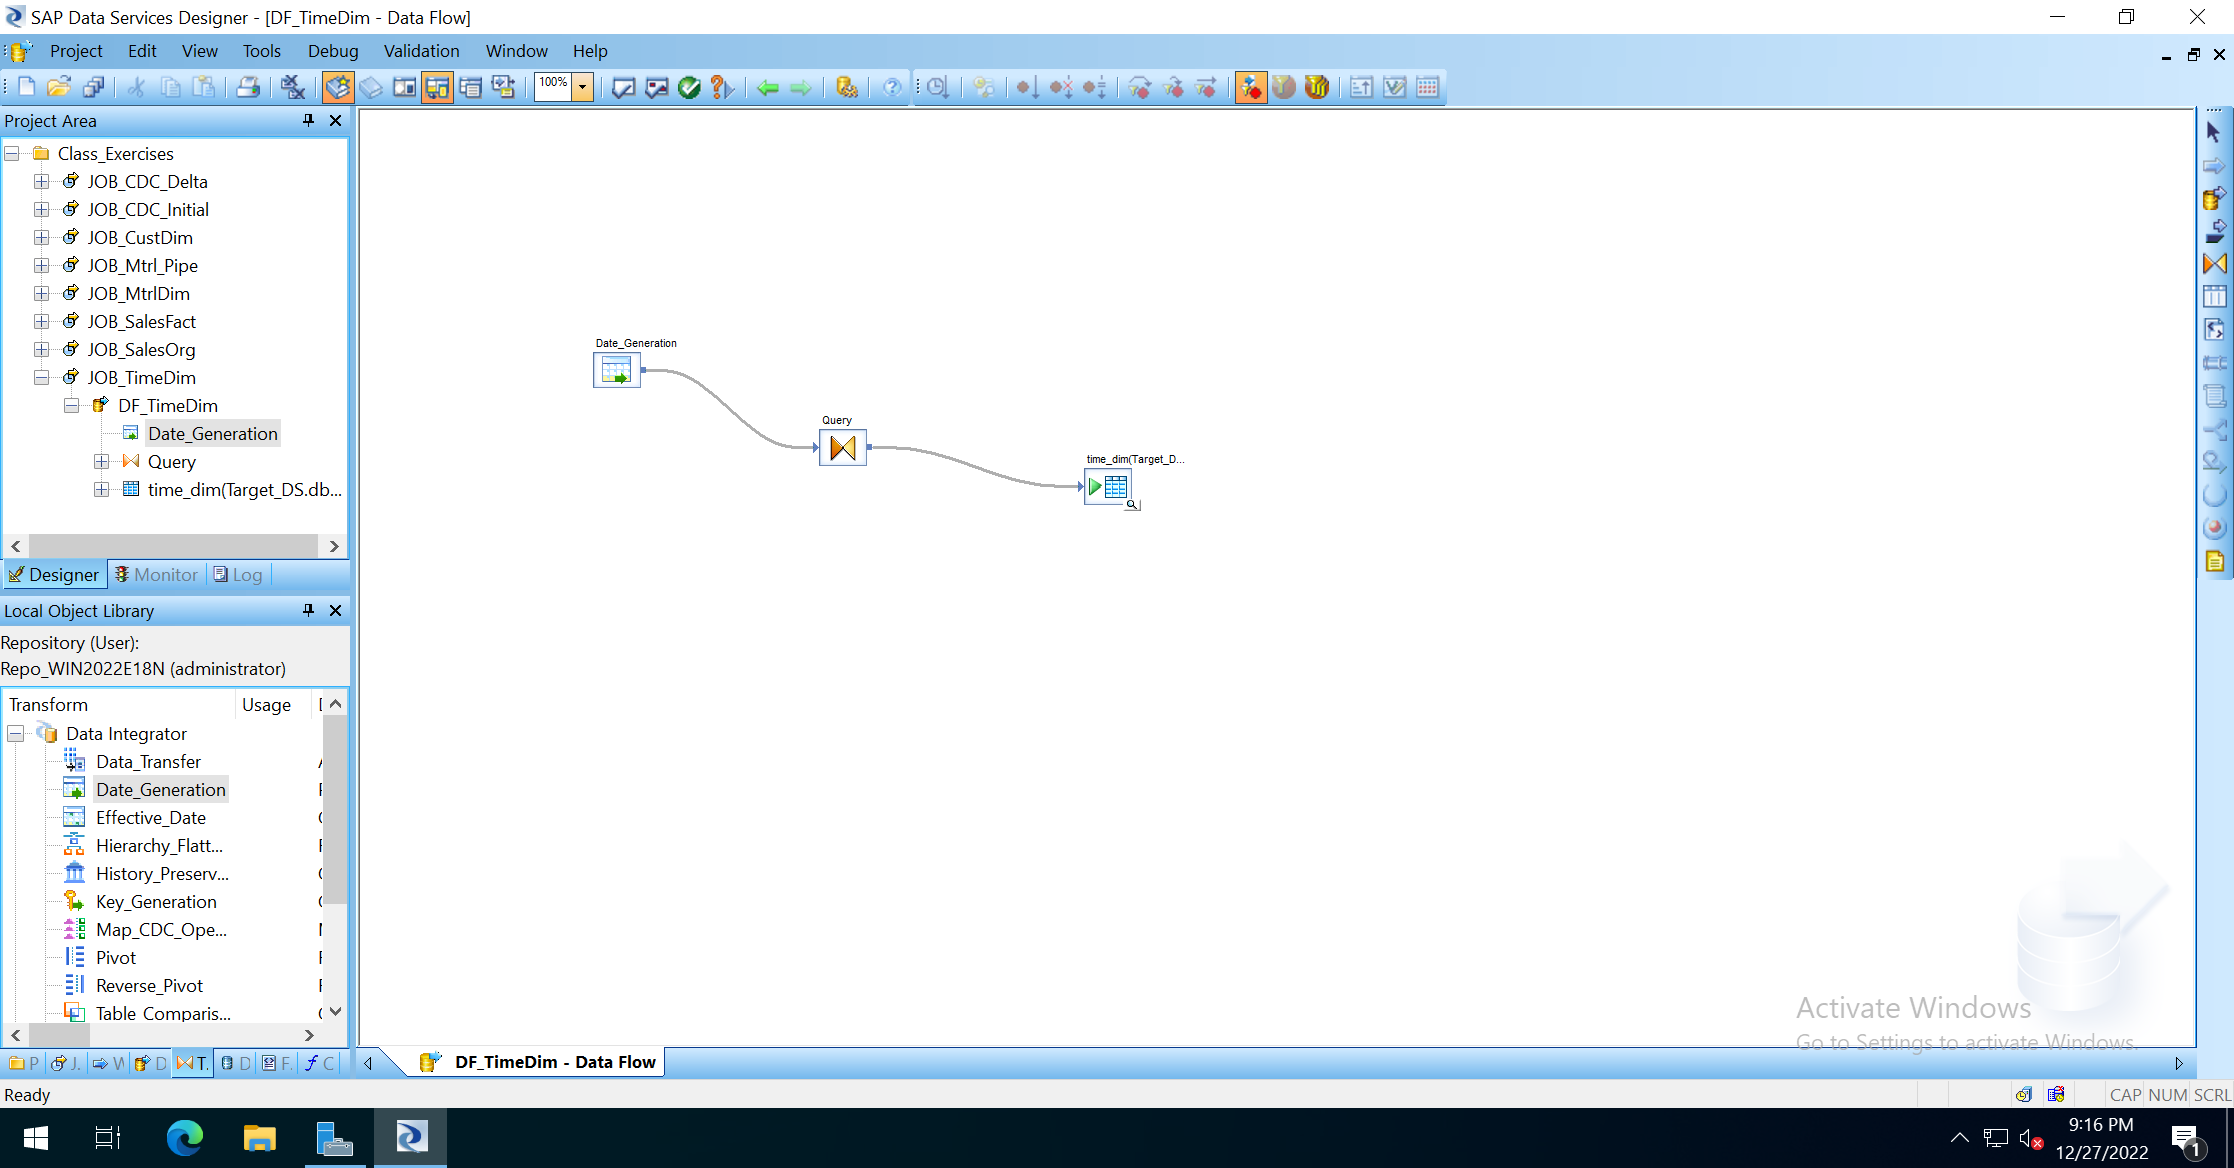 SAP Data Services Designer - [DF_TimeDim - Data Flow]
Project Edit View Tools Debug Validation Window Help
100%
Project Area
Class_Exercises
JOB_CDC_Delta
JOB_CDC_Initial
JOB_CustDim
JOB_Mtrl_Pipe
JOB_MtrlDim
JOB_SalesFact
JOB_SalesOrg
JOB_TimeDim
DF_TimeDim
Date_Generation
Query
time_dim(Target_DS.db...
Designer Monitor Log
Local Object Library
Repository (User):
Repo_WIN2022E18N (administrator)
Transform Usage
Data Integrator
Data_Transfer
Date_Generation
Effective_Date
Hierarchy_Flatt...
History_Preserv...
Key_Generation
Map_CDC_Ope...
Pivot
Reverse_Pivot
Table_Comparis...
P J. W D T. D F. C
Date_Generation
Query
time_dim(Target_D...
Activate Windows
Go to Settings to activate Windows.
DF_TimeDim - Data Flow
Ready
CAP NUM SCRL
9:16 PM
12/27/2022
1